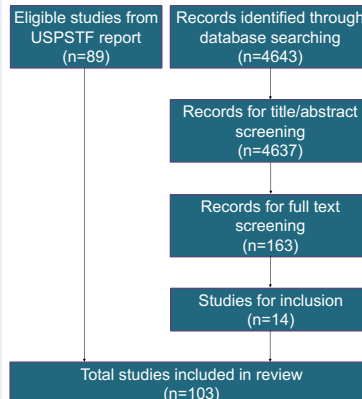 Eligible studies from
USPSTF report
(n=89)
Records identified through
database searching
(n=4643)
Records for title/abstract
screening
(n=4637)
Records for full text
screening
(n=163)
Studies for inclusion
(n=14)
Total studies included in review
(n=103)